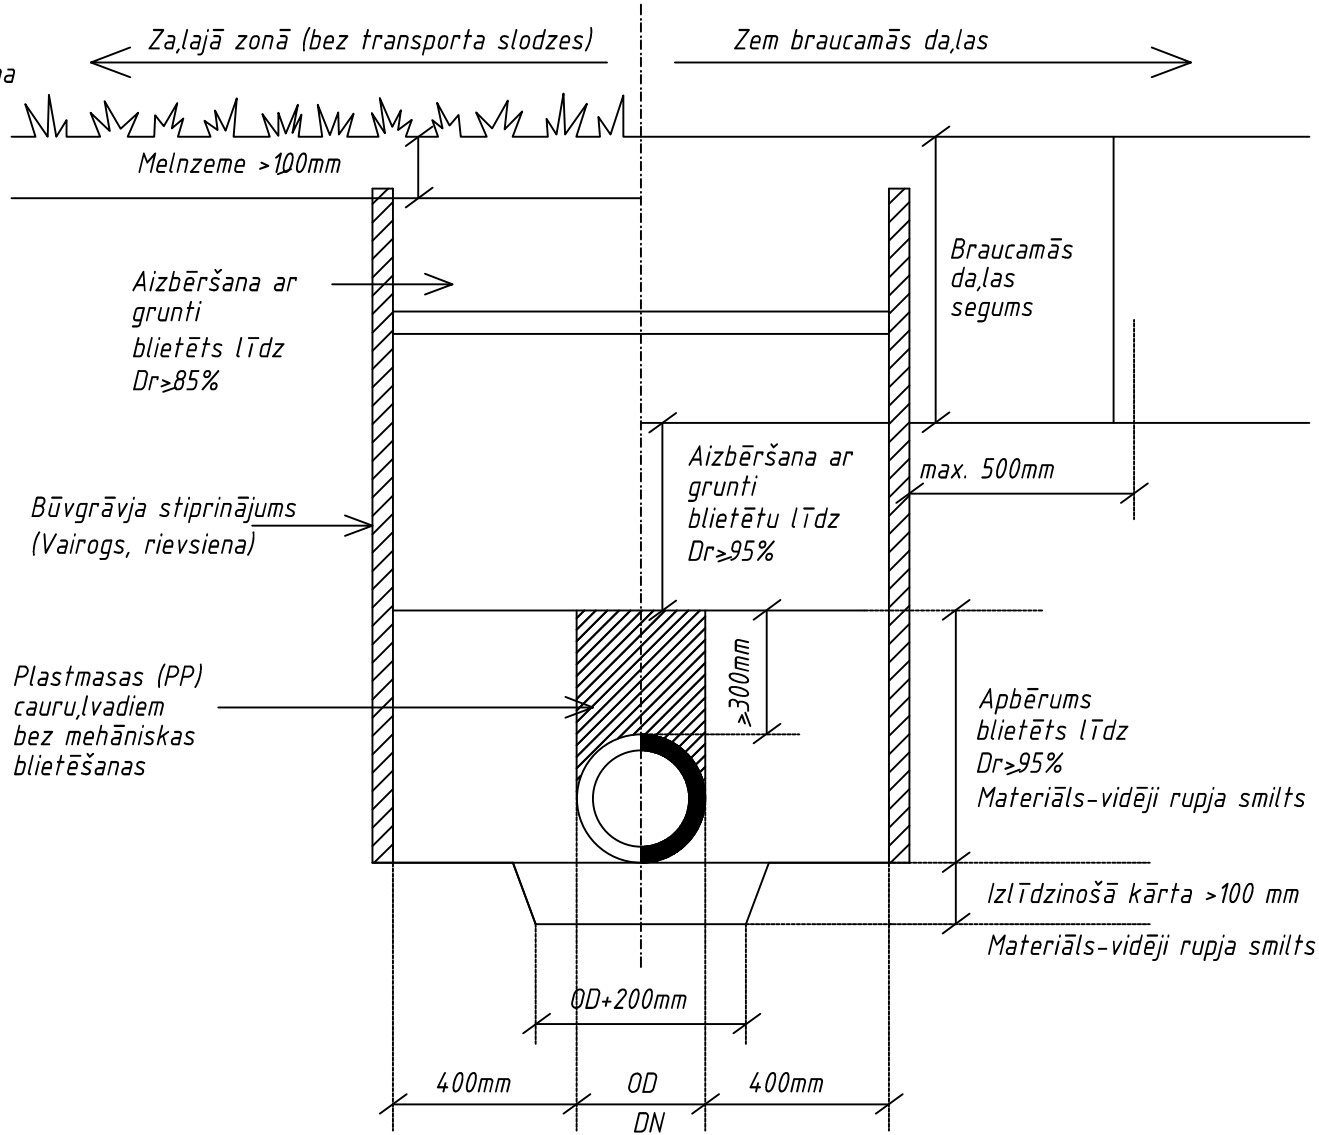 Za,lajā zonā (bez transporta slodzes)
Zem braucamās da,las
Melnzeme >100mm
Aizbēršana ar
grunti
blietēts līdz
Dr≥85%
Braucamās
da,las
segums
Aizbēršana ar
grunti
blietētu līdz
Dr≥95%
max. 500mm
Būvgrāvja stiprinājums
(Vairogs, rievsiena)
Plastmasas (PP)
cauru,lvadiem
bez mehāniskas
blietēšanas
≥300mm
Apbērums
blietēts līdz
Dr≥95%
Materiāls-vidēji rupja smilts
Izlīdzinošā kārta >100 mm
Materiāls-vidēji rupja smilts
OD+200mm
400mm
OD
400mm
DN